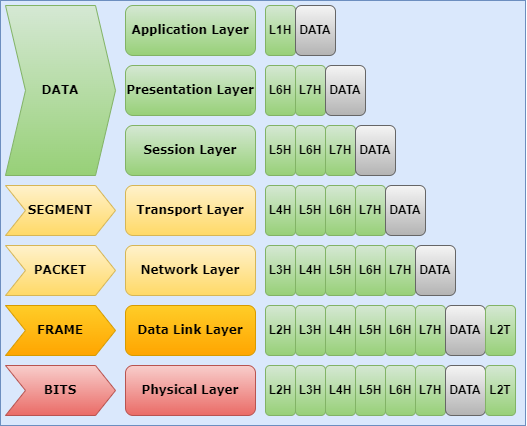 DATA
Application Layer L1H DATA
Presentation Layer L6H L7H DATA
Session Layer L5H L6H L7H DATA
SEGMENT Transport Layer L4H L5H L6H L7H DATA
PACKET Network Layer L3H L4H L5H L6H L7H DATA
FRAME Data Link Layer L2H L3H L4H L5H L6H L7H DATA L2T
BITS Physical Layer L2H L3H L4H L5H L6H L7H DATA L2T